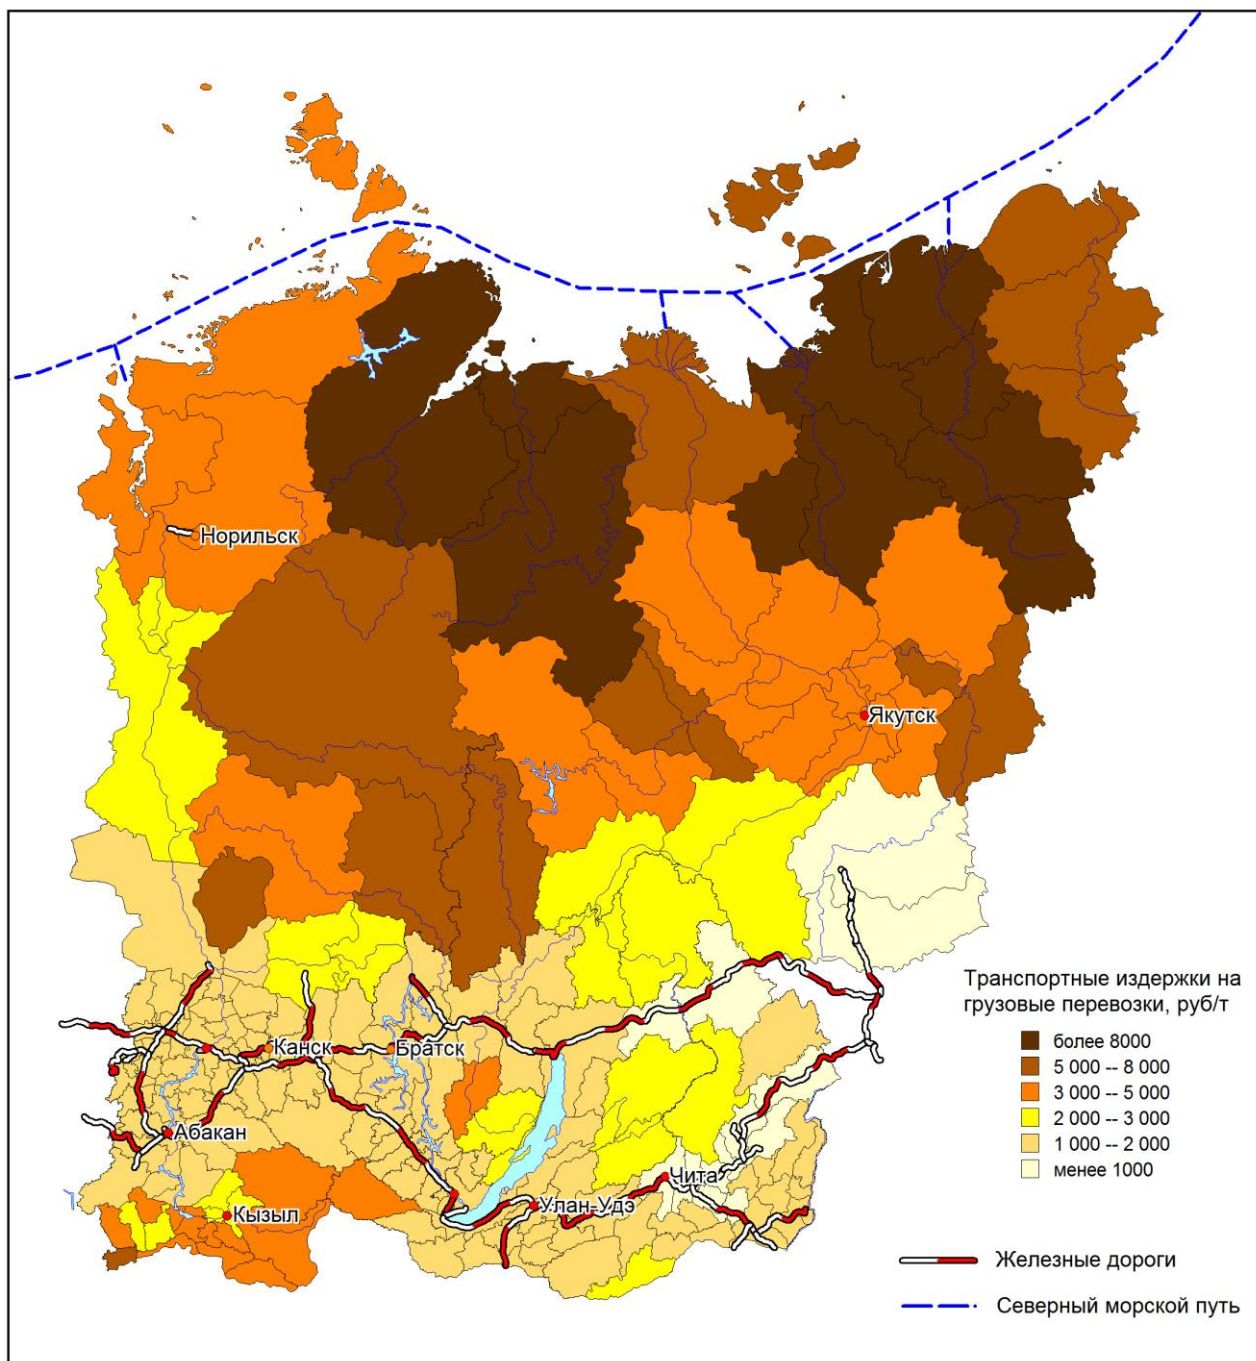 Норильск
Якутск
Транспортные издержки на
грузовые перевозки, руб/т
более 8000
5 000 -- 8 000
3 000 -- 5 000
2 000 -- 3 000
1 000 -- 2 000
менее 1000
Канск
Братск
Абакан
Чита
Улан-Удэ
Кызыл
Железные дороги
Северный морской путь